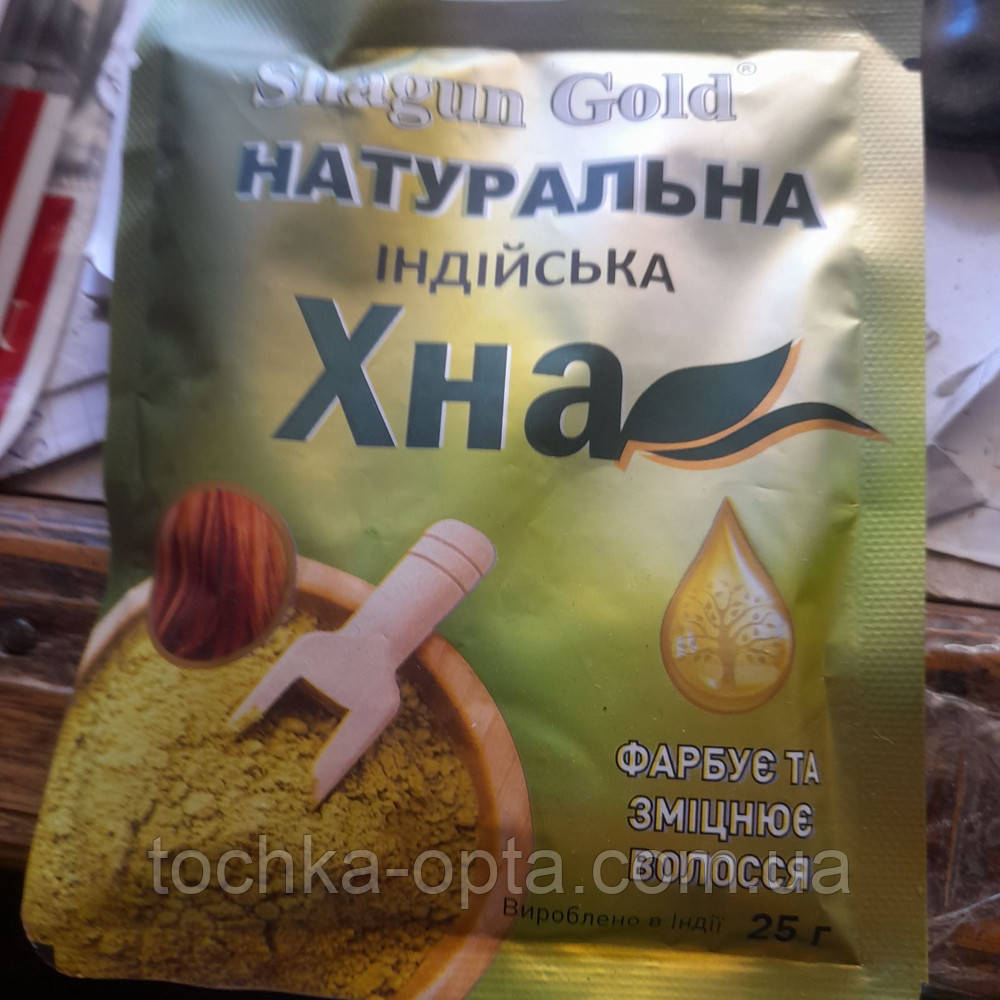 Shagun Gold®
НАТУРАЛЬНА
ІНДІЙСЬКА
Хна
ФАРБУЄ ТА
ЗМІЦНЮЄ
ВОЛОССЯ
tochka-opta.com.ua
Вироблено в Індії 25 г